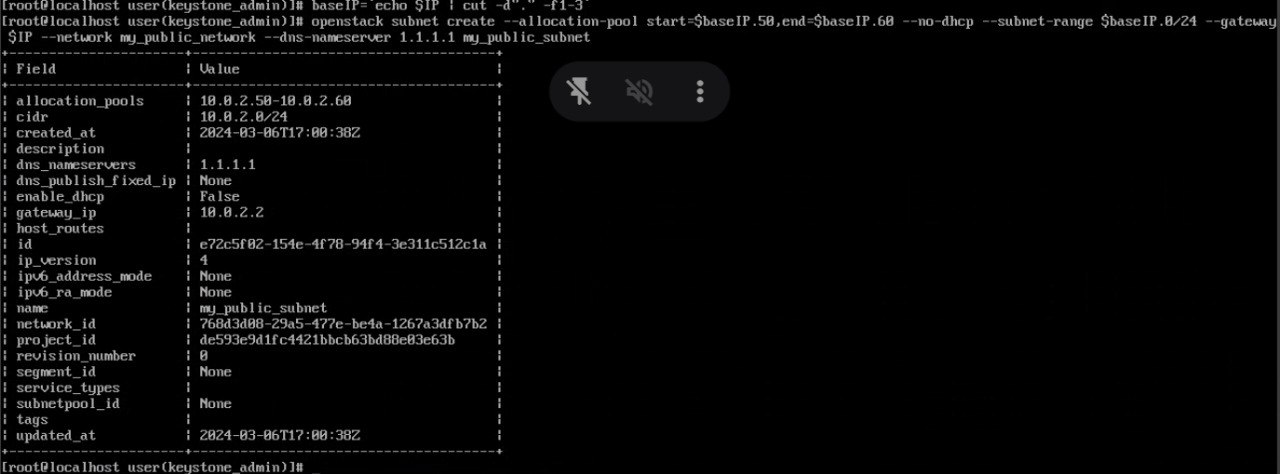 [root@localhost user(keystone_admin)]# baseIP=`echo $IP | cut -d"." -f1-3`
[root@localhost user(keystone_admin)]# openstack subnet create --allocation-pool start=$baseIP.50,end=$baseIP.60 --no-dhcp --subnet-range $baseIP.0/24 --gateway
$IP --network my_public_network --dns-nameserver 1.1.1.1 my_public_subnet
+----------------------+--------------------------------------+
| Field | Value |
+----------------------+--------------------------------------+
| allocation_pools | 10.0.2.50-10.0.2.60 |
| cidr | 10.0.2.0/24 |
| created_at | 2024-03-06T17:00:38Z |
| description | |
| dns_nameservers | 1.1.1.1 |
| dns_publish_fixed_ip | None |
| enable_dhcp | False |
| gateway_ip | 10.0.2.2 |
| host_routes | |
| id | e72c5f02-154e-4f78-94f4-3e311c512c1a |
| ip_version | 4 |
| ipv6_address_mode | None |
| ipv6_ra_mode | None |
| name | my_public_subnet |
| network_id | 768d3d08-29a5-477e-be4a-1267a3dfb7b2 |
| project_id | de593e9d1fc4421bbcb63bd88e03e63b |
| revision_number | 0 |
| segment_id | None |
| service_types | |
| subnetpool_id | None |
| tags | |
| updated_at | 2024-03-06T17:00:38Z |
+----------------------+--------------------------------------+
[root@localhost user(keystone_admin)]# _